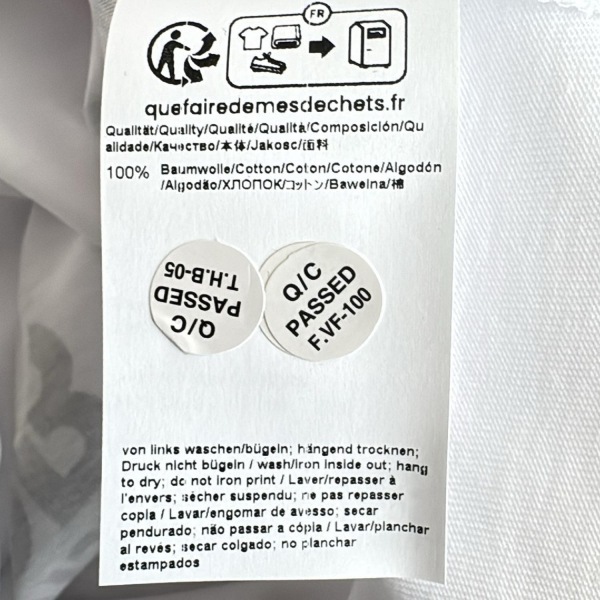 FR
quefairedemesdechets.fr
Qualität/Quality/Qualité/Qualità/Composición/Qu
alidade/Качество/本体/Jakosc/面料
100% Baumwolle/Cotton/Coton/Cotone/Algodón
/Algodão/ХЛОПОК/コットン/Bawelna/棉
Q/C
PASSED
T.H.B-05
Q/C
PASSED
F.VF-100
von links waschen/bügeln; hängend trocknen;
Druck nicht bügeln / wash/iron inside out; hang
to dry; do not iron print / Laver/repasser à
l'envers; sécher suspendu; ne pas repasser
copia / Lavar/engomar de avesso; secar
pendurado; não passar a cópia / Lavar/planchar
al revés; secar colgado; no planchar
estampados